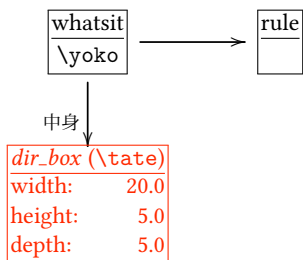 whatsit
rule
\yoko
中身
dir_box (\tate)
width: 20.0
height: 5.0
depth: 5.0